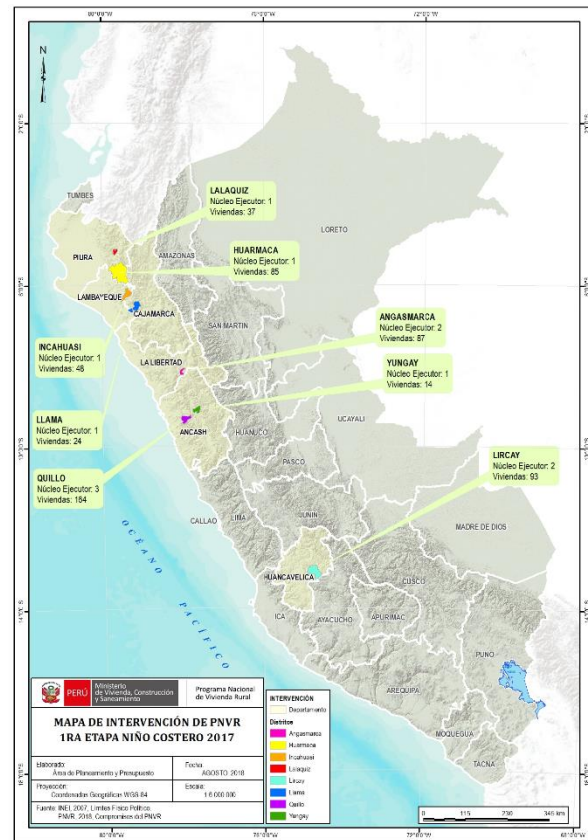 80°0'0"O
N
TUMBES
LALAQUIZ
Núcleo Ejecutor: 1
Viviendas: 37
LORETO
PIURA
AMAZONAS
HUARMACA
Núcleo Ejecutor: 1
Viviendas: 85
LAMBAYEQUE
CAJAMARCA
SAN MARTIN
ANGASMARCA
Núcleo Ejecutor: 2
Viviendas: 87
INCAHUASI
Núcleo Ejecutor: 1
Viviendas: 48
LA LIBERTAD
YUNGAY
Núcleo Ejecutor: 1
Viviendas: 14
LLAMA
Núcleo Ejecutor: 1
Viviendas: 24
ANCASH
HUANUCO
UCAYALI
PASCO
QUILLO
Núcleo Ejecutor: 3
Viviendas: 164
LIRCAY
Núcleo Ejecutor: 2
Viviendas: 93
CALLAO
LIMA
JUNIN
MADRE DE DIOS
OCÉANO PACÍFICO
HUANCAVELICA
CUSCO
ICA
AYACUCHO
APURIMAC
PUNO
AREQUIPA
MOQUEGUA
TACNA
PERÚ
Ministerio
de Vivienda, Construcción
y Saneamiento
Programa Nacional
de Vivienda Rural
MAPA DE INTERVENCIÓN DE PNVR
1RA ETAPA NIÑO COSTERO 2017
Elaborado:
Área de Planeamiento y Presupuesto
Fecha:
AGOSTO, 2018
Proyección:
Coordenadas Geográficas WGS-84
Escala:
1:6 000 000
Fuente: INEI, 2007, Limites Físico Político.
PNVR, 2018, Compromisos del PNVR.
INTERVENCIÓN
Departamento
Distritos
Angasmarca
Huarmaca
Incahuasi
Lalaquiz
Lircay
Llama
Quillo
Yungay
0 115 230 345 km